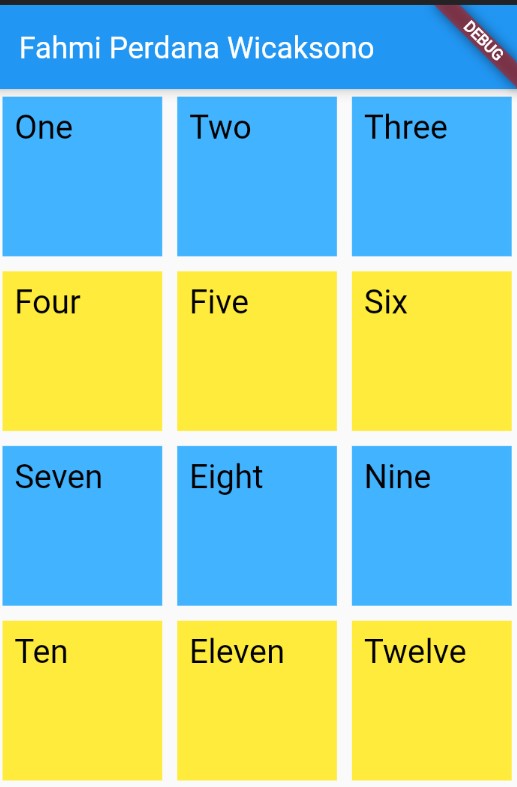 Fahmi Perdana Wicaksono
DEBUG
One Two Three
Four Five Six
Seven Eight Nine
Ten Eleven Twelve